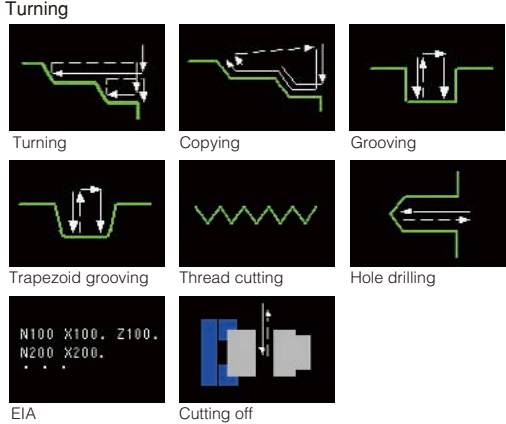 Turning
Turning
Copying
Grooving
Trapezoid grooving
Thread cutting
Hole drilling
N100 X100. Z100.
N200 X200.
. . .
EIA
Cutting off